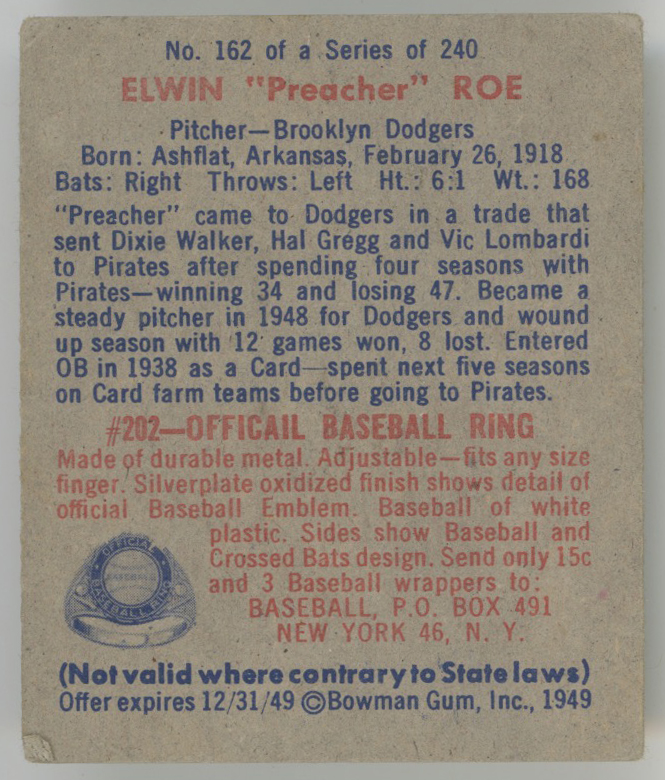 No. 162 of a Series of 240
ELWIN "Preacher" ROE
Pitcher—Brooklyn Dodgers
Born: Ashflat, Arkansas, February 26, 1918
Bats: Right Throws: Left Ht.: 6:1 Wt.: 168
"Preacher" came to Dodgers in a trade that
sent Dixie Walker, Hal Gregg and Vic Lombardi
to Pirates after spending four seasons with
Pirates—winning 34 and losing 47. Became a
steady pitcher in 1948 for Dodgers and wound
up season with 12 games won, 8 lost. Entered
OB in 1938 as a Card—spent next five seasons
on Card farm teams before going to Pirates.
#202—OFFICAIL BASEBALL RING
Made of durable metal. Adjustable—fits any size
finger. Silverplate oxidized finish shows detail of
official Baseball Emblem. Baseball of white
plastic. Sides show Baseball and
Crossed Bats design. Send only 15c
and 3 Baseball wrappers to:
BASEBALL, P.O. BOX 491
NEW YORK 46, N. Y.
OFFICIAL
BASEBALL RING
(Not valid where contrary to State laws)
Offer expires 12/31/49 ©Bowman Gum, Inc., 1949